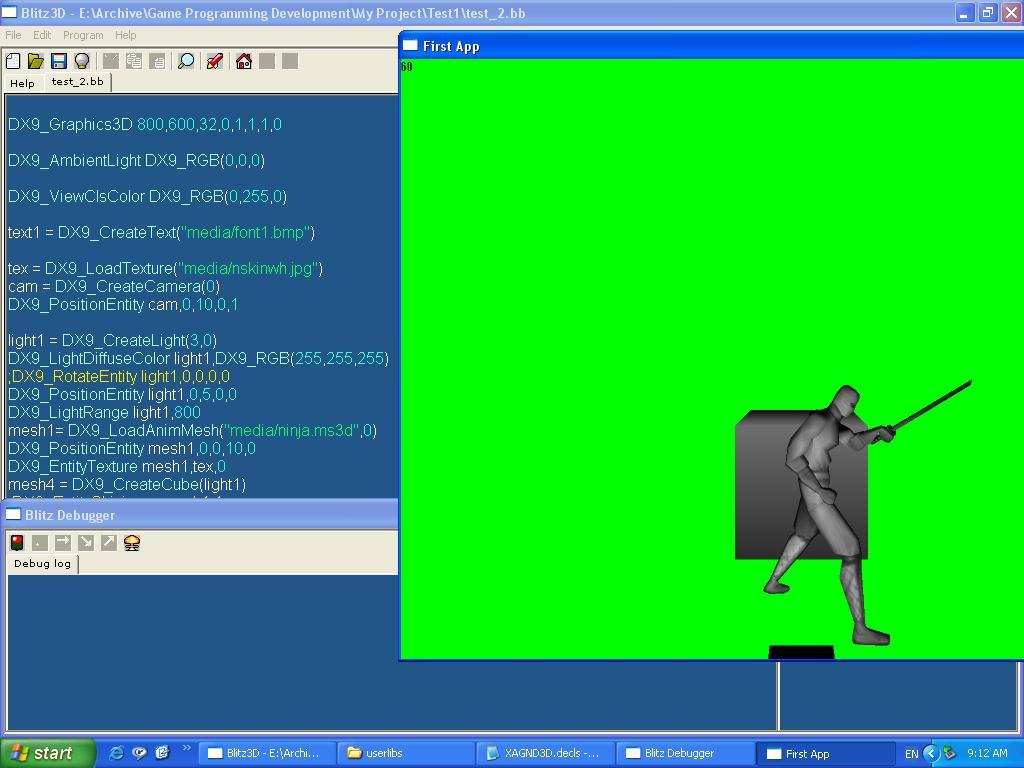 Blitz3D - E:\Archive\Game Programming Development\My Project\Test1\test_2.bb
File Edit Program Help
First App
60
Help test_2.bb
DX9_Graphics3D 800,600,32,0,1,1,1,0
DX9_AmbientLight DX9_RGB(0,0,0)
DX9_ViewClsColor DX9_RGB(0,255,0)
text1 = DX9_CreateText("media/font1.bmp")
tex = DX9_LoadTexture("media/nskinwh.jpg")
cam = DX9_CreateCamera(0)
DX9_PositionEntity cam,0,10,0,1
light1 = DX9_CreateLight(3,0)
DX9_LightDiffuseColor light1,DX9_RGB(255,255,255)
;DX9_RotateEntity light1,0,0,0,0
DX9_PositionEntity light1,0,5,0,0
DX9_LightRange light1,800
mesh1= DX9_LoadAnimMesh("media/ninja.ms3d",0)
DX9_PositionEntity mesh1,0,0,10,0
DX9_EntityTexture mesh1,tex,0
mesh4 = DX9_CreateCube(light1)
Blitz Debugger
Debug log
start
Blitz3D - E:\Archi...
userlibs
XAGND3D.decls -...
Blitz Debugger
First App
EN
9:12 AM